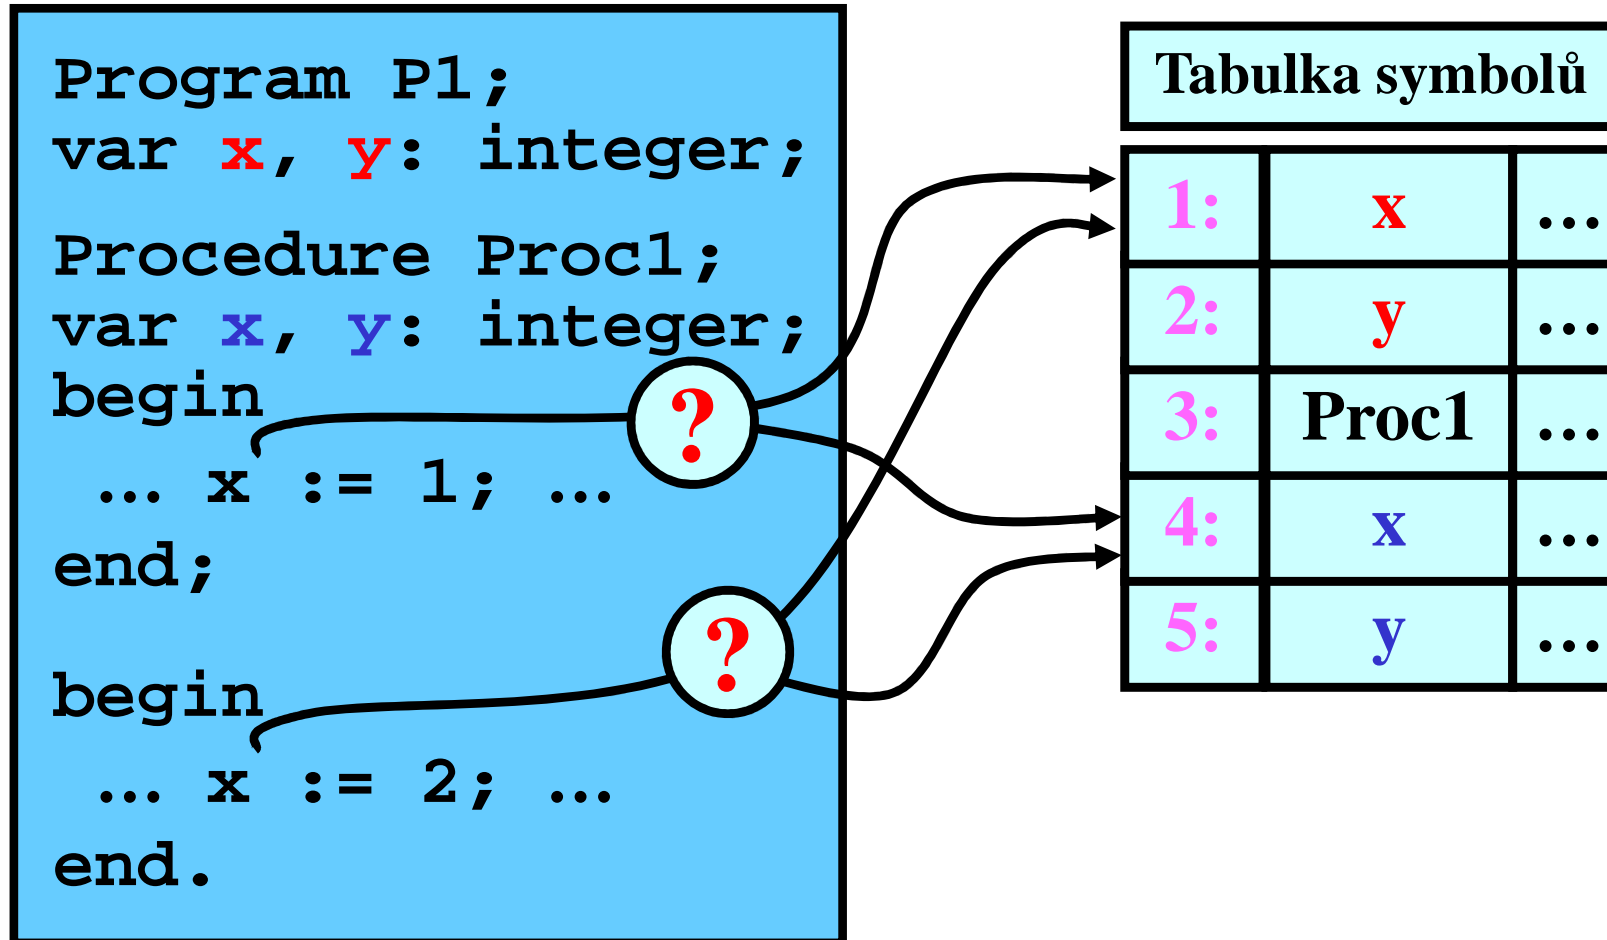 Program P1;
var x, y: integer;
Procedure Proc1;
var x, y: integer;
begin
?
… x := 1; …
end;
?
begin
… x := 2; …
end.
Tabulka symbolů
1: x …
2: y …
3: Proc1 …
4: x …
5: y …